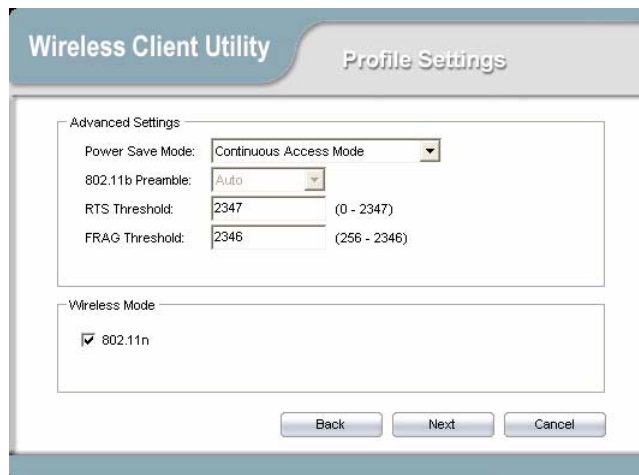 Wireless Client Utility
Profile Settings
Advanced Settings
Power Save Mode: Continuous Access Mode
802.11b Preamble: Auto
RTS Threshold: 2347 (0 - 2347)
FRAG Threshold: 2346 (256 - 2346)
Wireless Mode
802.11n
Back Next Cancel